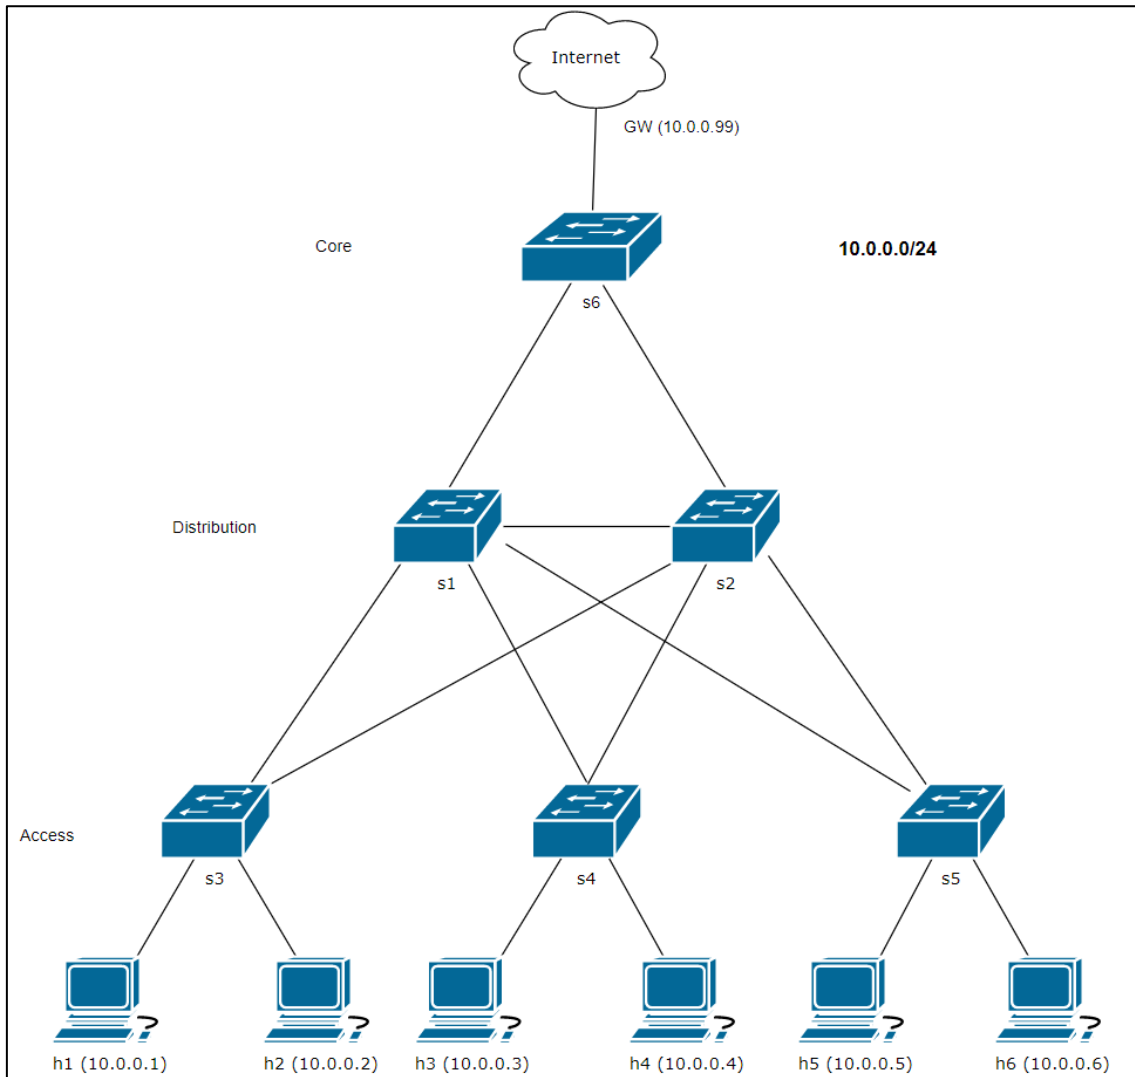 Internet
GW (10.0.0.99)
Core
10.0.0.0/24
s6
Distribution
s1
s2
Access
s3
s4
s5
h1 (10.0.0.1)
h2 (10.0.0.2)
h3 (10.0.0.3)
h4 (10.0.0.4)
h5 (10.0.0.5)
h6 (10.0.0.6)